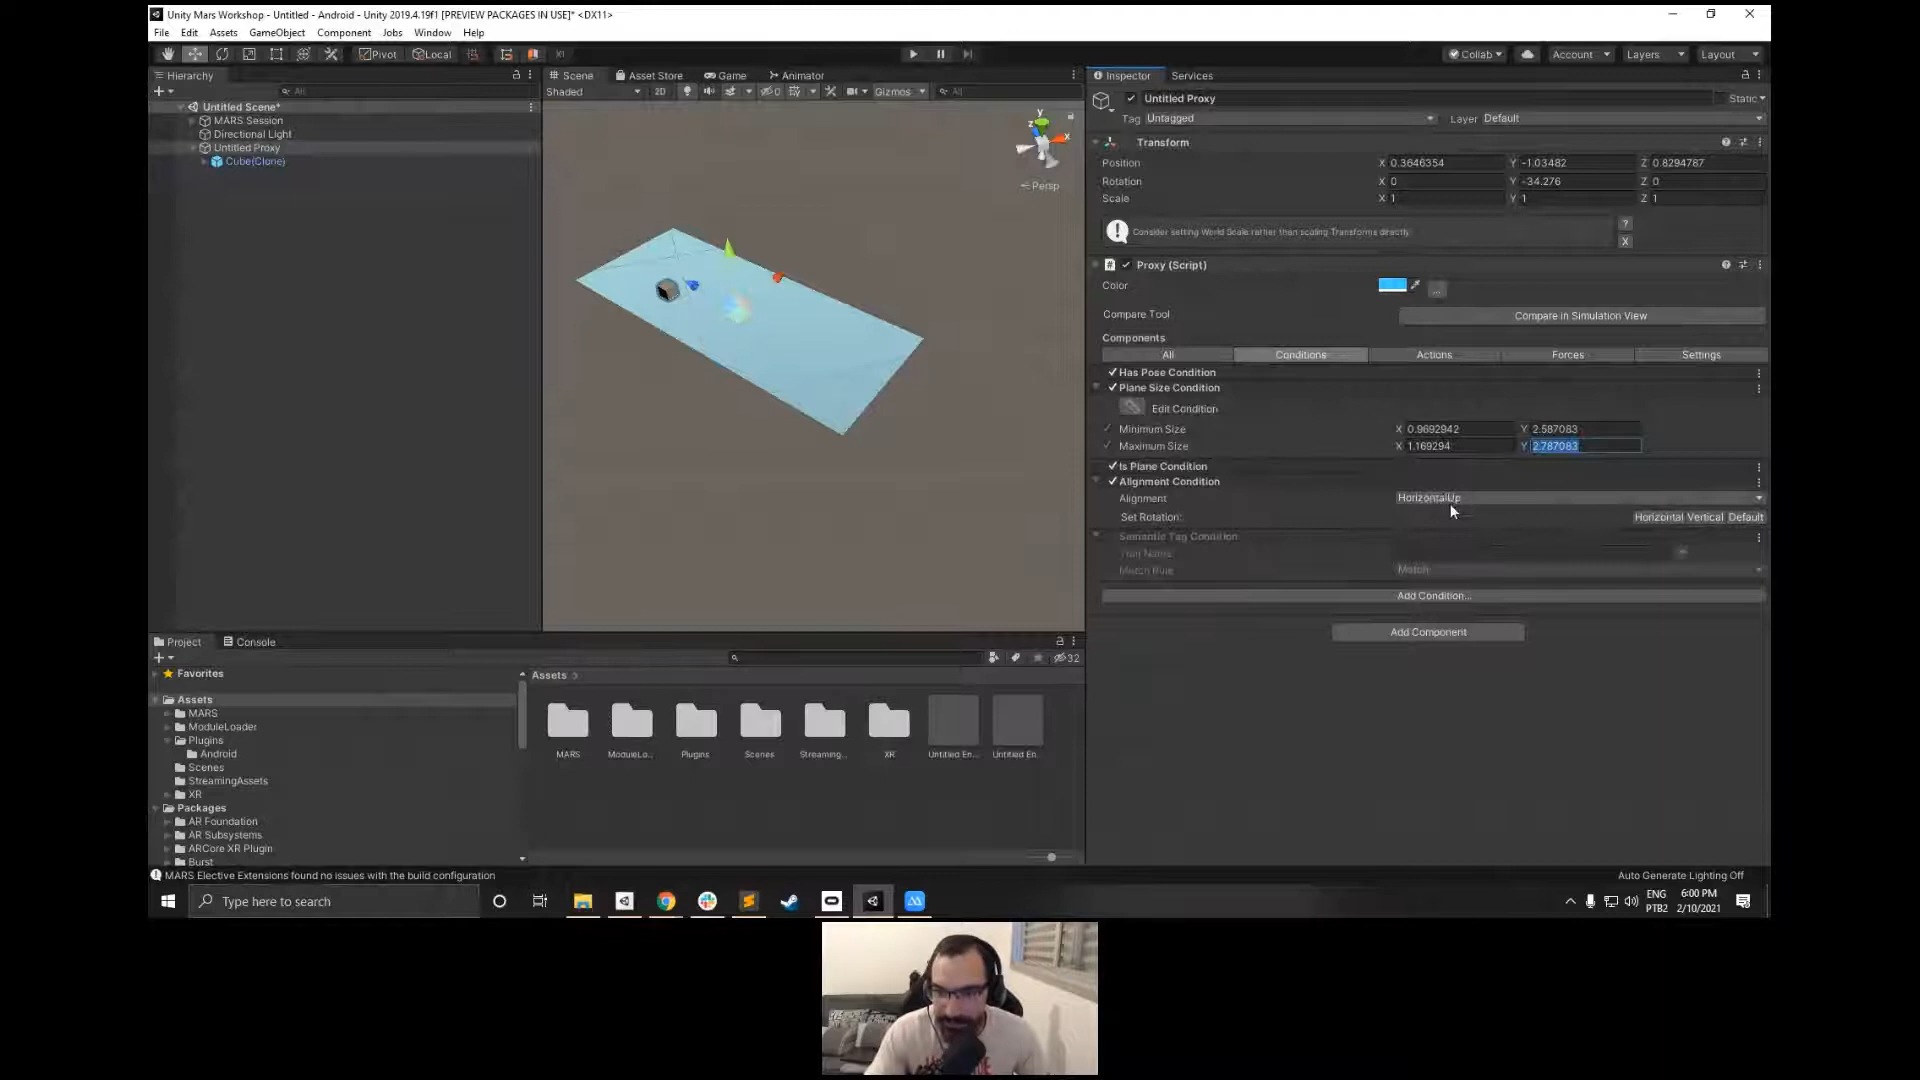 Unity Mars Workshop - Untitled - Android - Unity 2019.4.19f1 [PREVIEW PACKAGES IN USE]* <DX11>
File Edit Assets GameObject Component Jobs Window Help
Pivot Local Collab Account Layers Layout
Hierarchy
All
Untitled Scene*
MARS Session
Directional Light
Untitled Proxy
Cube(Clone)
Scene Asset Store Game Animator
Shaded 2D 0 Gizmos All
y
z
x
Persp
Inspector Services
Untitled Proxy Static
Tag Untagged Layer Default
Transform
Position X 0.3646354 Y -1.03482 Z 0.8294787
Rotation X 0 Y -34.276 Z 0
Scale X 1 Y 1 Z 1
Consider setting World Scale rather than scaling Transforms directly.
?
X
Proxy (Script)
Color ...
Compare Tool Compare in Simulation View
Components
All Conditions Actions Forces Settings
Has Pose Condition
Plane Size Condition
Edit Condition
Minimum Size X 0.9692942 Y 2.587083
Maximum Size X 1.169294 Y 2.787083
Is Plane Condition
Alignment Condition
Alignment HorizontalUp
Set Rotation: Horizontal Vertical Default
Semantic Tag Condition
Trait Name
Match Rule Match
Add Condition...
Add Component
Project Console
32
Favorites
Assets
MARS
ModuleLoader
Plugins
Android
Scenes
StreamingAssets
XR
Packages
AR Foundation
AR Subsystems
ARCore XR Plugin
Burst
Assets
MARS ModuleLo... Plugins Scenes Streaming... XR Untitled En... Untitled En...
MARS Elective Extensions found no issues with the build configuration Auto Generate Lighting Off
Type here to search
ENG
PTB2
6:00 PM
2/10/2021